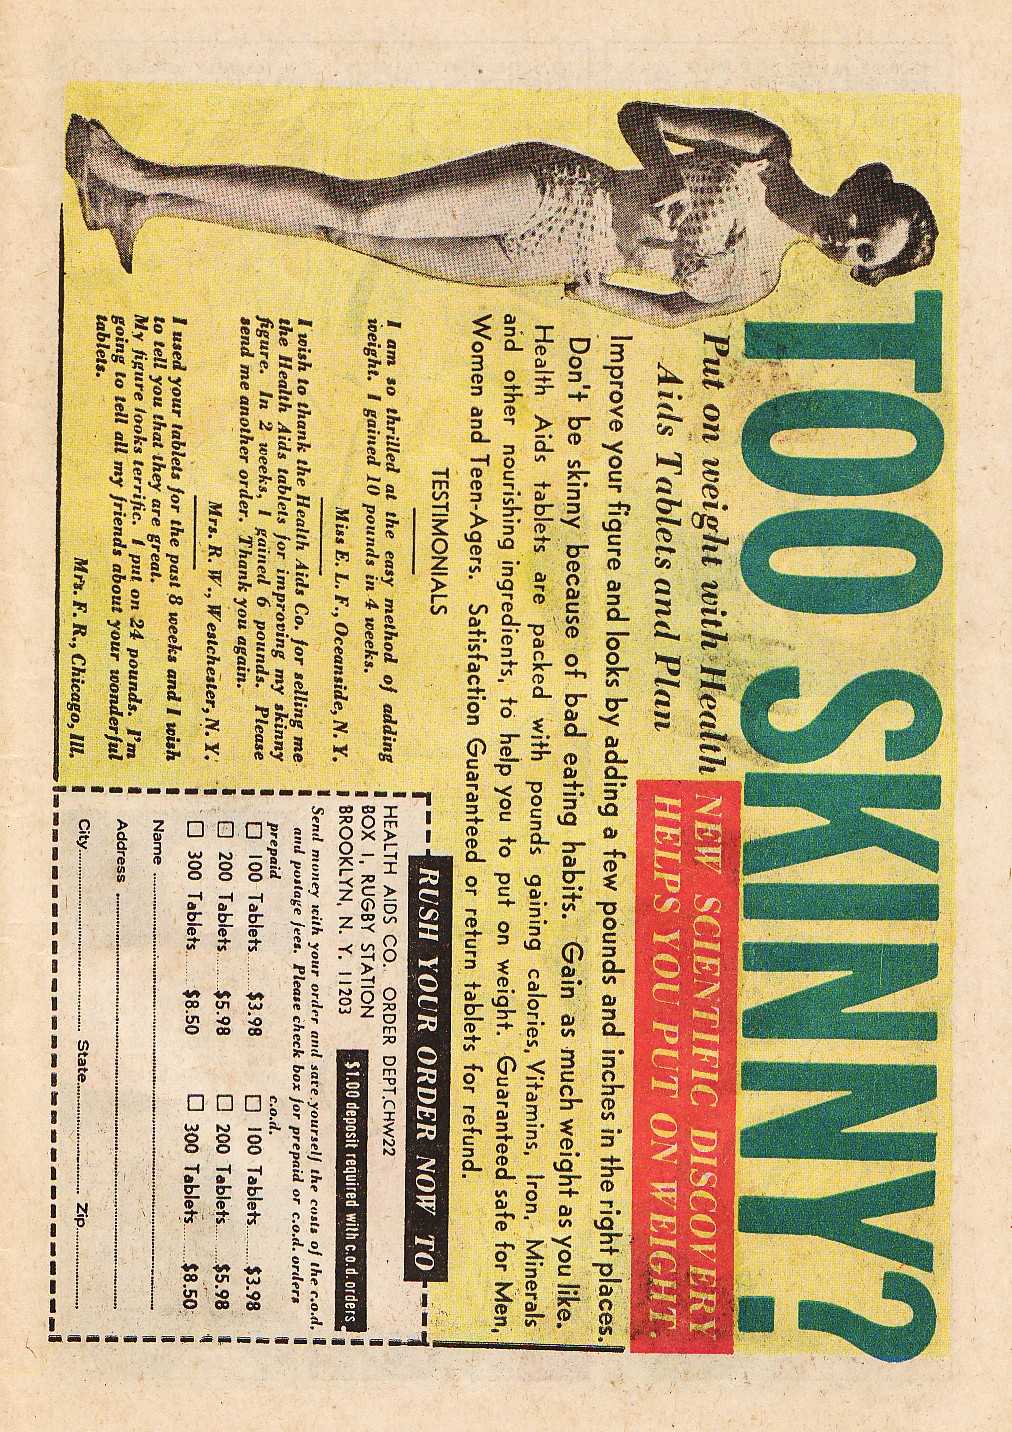 TOO SKINNY?
Put on weight with Health
Aids Tablets and Plan
NEW SCIENTIFIC DISCOVERY
HELPS YOU PUT ON WEIGHT.
Improve your figure and looks by adding a few pounds and inches in the right places.
Don't be skinny because of bad eating habits. Gain as much weight as you like.
Health Aids tablets are packed with pounds gaining calories, Vitamins, Iron, Minerals
and other nourishing ingredients, to help you to put on weight. Guaranteed safe for Men,
Women and Teen-Agers. Satisfaction Guaranteed or return tablets for refund.
TESTIMONIALS
I am so thrilled at the easy method of adding
weight. I gained 10 pounds in 4 weeks.
Miss E. L. F., Oceanside, N. Y.
I wish to thank the Health Aids Co. for selling me
the Health Aids tablets for improving my skinny
figure. In 2 weeks, I gained 6 pounds. Please
send me another order. Thank you again.
Mrs. R. W., Westchester, N. Y.
I used your tablets for the past 8 weeks and I wish
to tell you that they are great.
My figure looks terrific. I put on 24 pounds. I'm
going to tell all my friends about your wonderful
tablets.
Mrs. F. R., Chicago, Ill.
RUSH YOUR ORDER NOW TO
HEALTH AIDS CO. ORDER DEPT.CHW22
BOX 1, RUGBY STATION
BROOKLYN, N. Y. 11203
$1.00 deposit required with c.o.d. orders
Send money with your order and save yourself the costs of the c.o.d.
and postage fees. Please check box for prepaid or c.o.d. orders
prepaid c.o.d.
☐ 100 Tablets.....$3.98 ☐ 100 Tablets.....$3.98
☐ 200 Tablets.....$5.98 ☐ 200 Tablets.....$5.98
☐ 300 Tablets.....$8.50 ☐ 300 Tablets.....$8.50
Name
Address
City State Zip